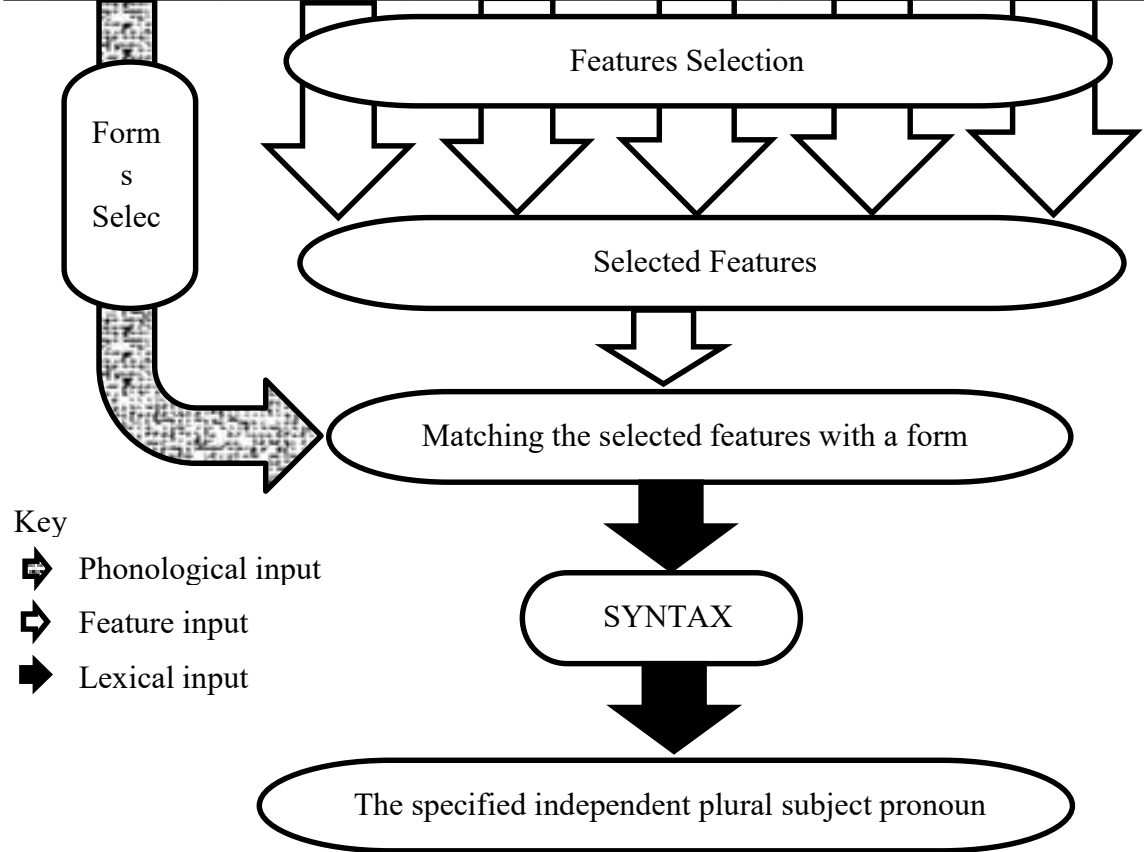 Features Selection
Form
s
Selec
Selected Features
Matching the selected features with a form
Key
Phonological input
Feature input
Lexical input
SYNTAX
The specified independent plural subject pronoun